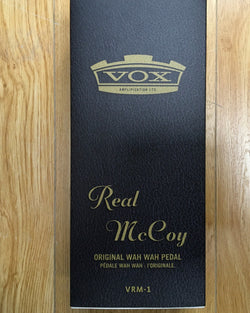 VOX
AMPLIFICATION LTD.
Real
McCoy
ORIGINAL WAH WAH PEDAL
PÉDALE WAH WAH : l'ORIGINALE.
VRM-1